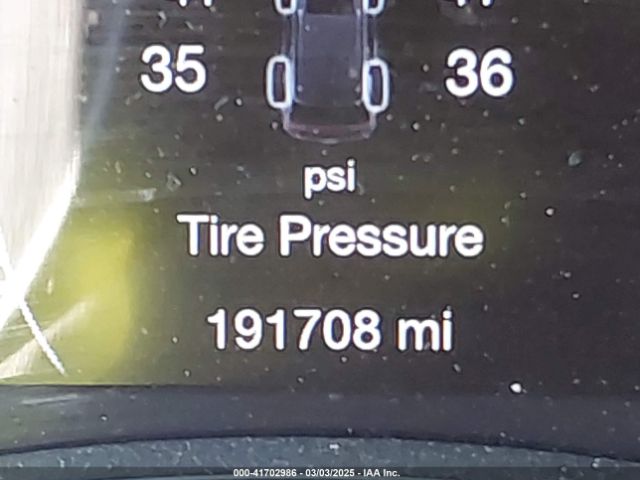 35 36
psi
Tire Pressure
191708 mi
000-41702986 - 03/03/2025 - IAA Inc.